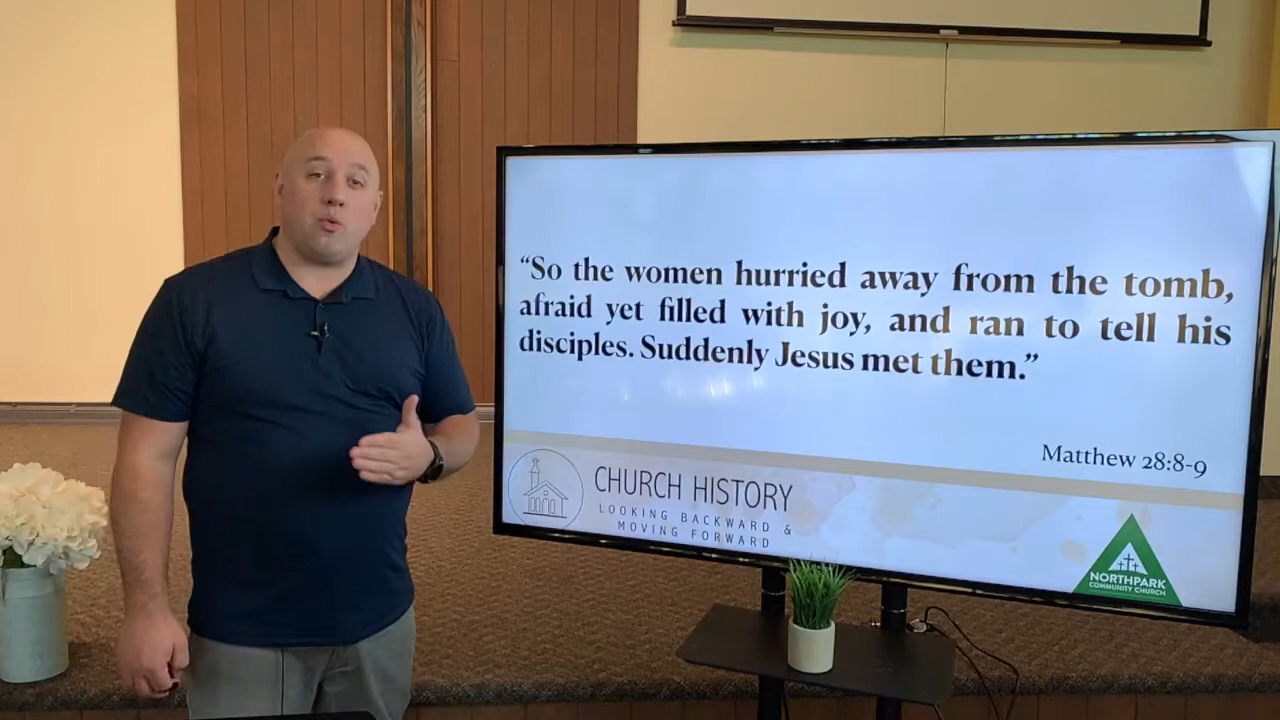 “So the women hurried away from the tomb,
afraid yet filled with joy, and ran to tell his
disciples. Suddenly Jesus met them.”
Matthew 28:8-9
CHURCH HISTORY
LOOKING BACKWARD &
MOVING FORWARD
NORTHPARK
COMMUNITY CHURCH